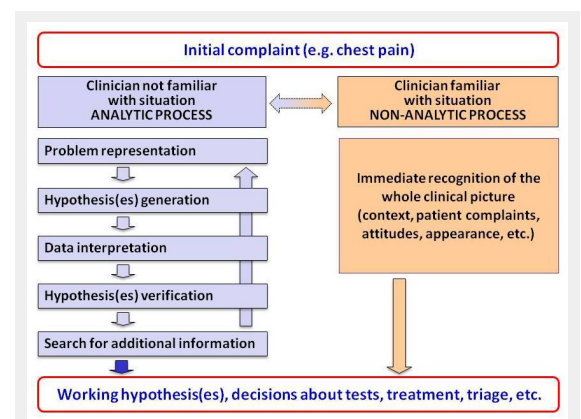 Initial complaint (e.g. chest pain)
Clinician not familiar
with situation
ANALYTIC PROCESS
Clinician familiar
with situation
NON-ANALYTIC PROCESS
Problem representation
Hypothesis(es) generation
Data interpretation
Hypothesis(es) verification
Search for additional information
Immediate recognition of the
whole clinical picture
(context, patient complaints,
attitudes, appearance, etc.)
Working hypothesis(es), decisions about tests, treatment, triage, etc.